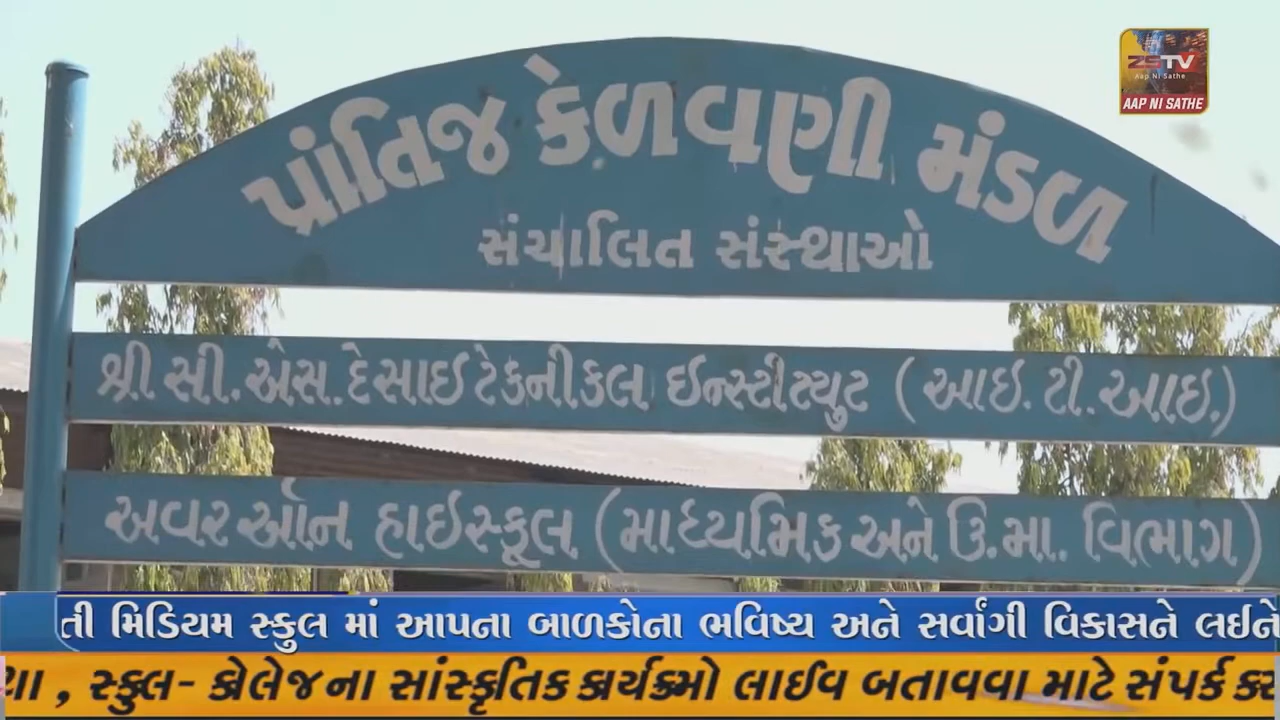 ZSTV
Aap Ni Sathe
AAP NI SATHE
પ્રાંતિજ કેળવણી મંડળ
સંચાલિત સંસ્થાઓ
શ્રી.સી.એસ.દેસાઇ ટેકનીકલ ઇન્સ્ટીટ્યુટ (આઇ.ટી.આઇ.)
અવર ઑન હાઇસ્કૂલ (માધ્યમિક અને ઉ.મા. વિભાગ)
તી મિડિયમ સ્કુલ માં આપના બાળકોના ભવિષ્ય અને સર્વાંગી વિકાસને લઈને
, સ્કુલ- કોલેજના સાંસ્કૃતિક કાર્યક્રમો લાઈવ બતાવવા માટે સંપર્ક